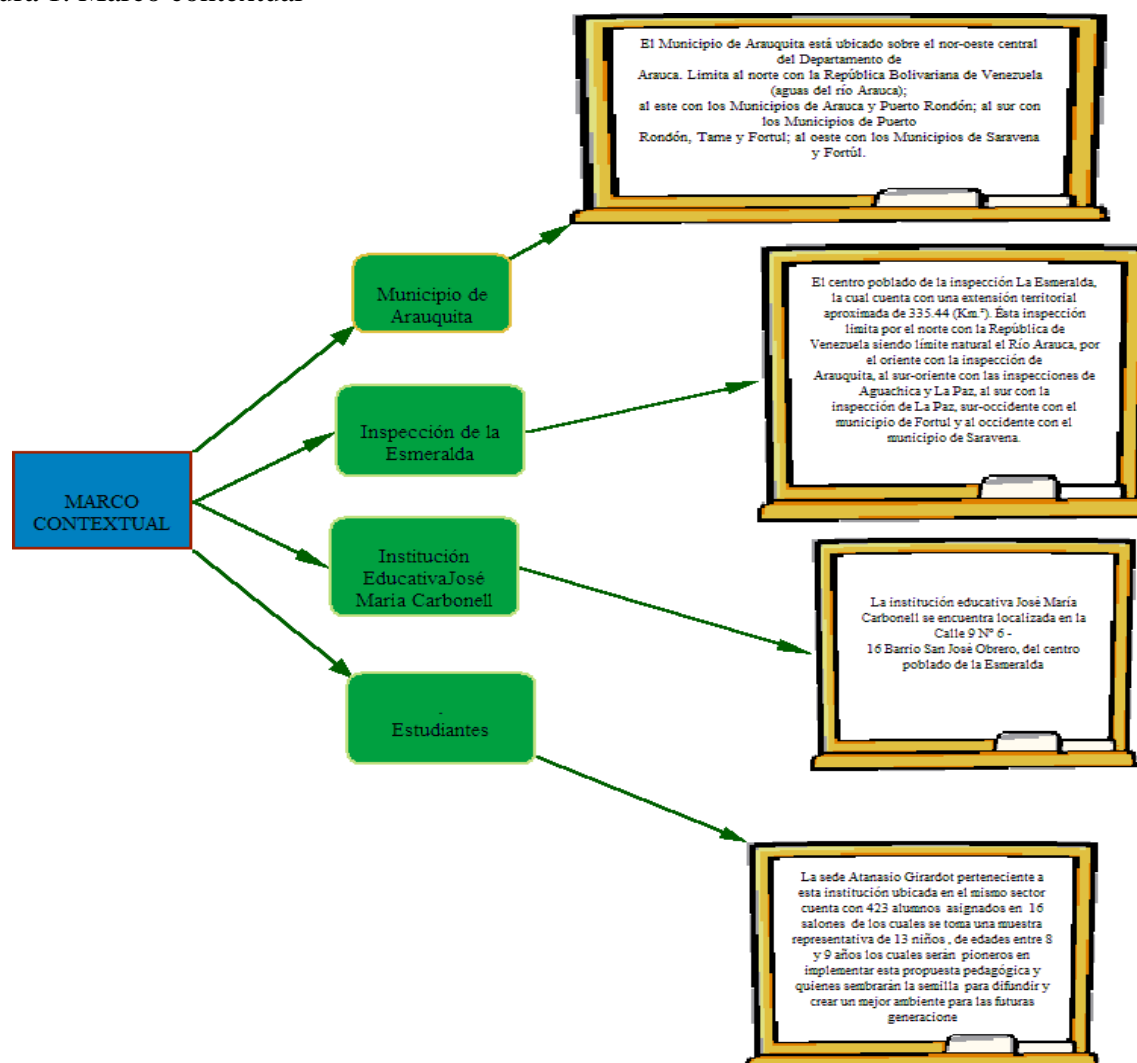 MARCO
CONTEXTUAL
Municipio de
Arauquita
El Municipio de Arauquita está ubicado sobre el nor-oeste central
del Departamento de
Arauca. Limita al norte con la República Bolivariana de Venezuela
(aguas del río Arauca);
al este con los Municipios de Arauca y Puerto Rondón; al sur con
los Municipios de Puerto
Rondón, Tame y Fortul; al oeste con los Municipios de Saravena
y Fortúl.
Inspección de la
Esmeralda
El centro poblado de la inspección La Esmeralda,
la cual cuenta con una extensión territorial
aproximada de 335.44 (Km.²). Ésta inspección
limita por el norte con la República de
Venezuela siendo límite natural el Río Arauca, por
el oriente con la inspección de
Arauquita, al sur-oriente con las inspecciones de
Aguachica y La Paz, al sur con la
inspección de La Paz, sur-occidente con el
municipio de Fortul y al occidente con el
municipio de Saravena.
Institución
EducativaJosé
María Carbonell
La institución educativa José María
Carbonell se encuentra localizada en la
Calle 9 N° 6 -
16 Barrio San José Obrero, del centro
poblado de la Esmeralda
.
Estudiantes
La sede Atanasio Girardot perteneciente a
esta institución ubicada en el mismo sector
cuenta con 423 alumnos asignados en 16
salones de los cuales se toma una muestra
representativa de 13 niños , de edades entre 8
y 9 años los cuales serán pioneros en
implementar esta propuesta pedagógica y
quienes sembrarán la semilla para difundir y
crear un mejor ambiente para las futuras
generacione